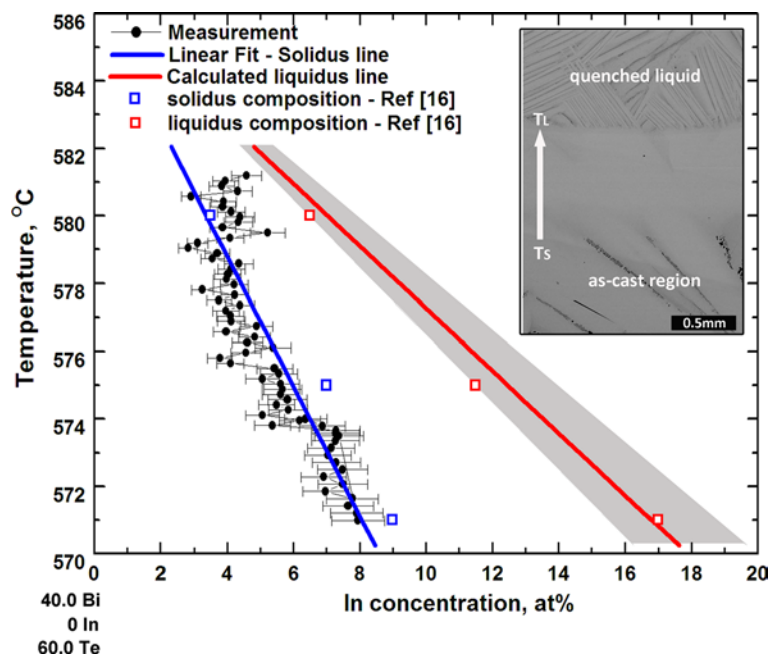 586
584
582
580
578
576
574
572
570
Temperature, °C
Measurement
Linear Fit - Solidus line
Calculated liquidus line
solidus composition - Ref [16]
liquidus composition - Ref [16]
quenched liquid
TL
TS
as-cast region
0.5mm
0 2 4 6 8 10 12 14 16 18 20
In concentration, at%
40.0 Bi
0 In
60.0 Te